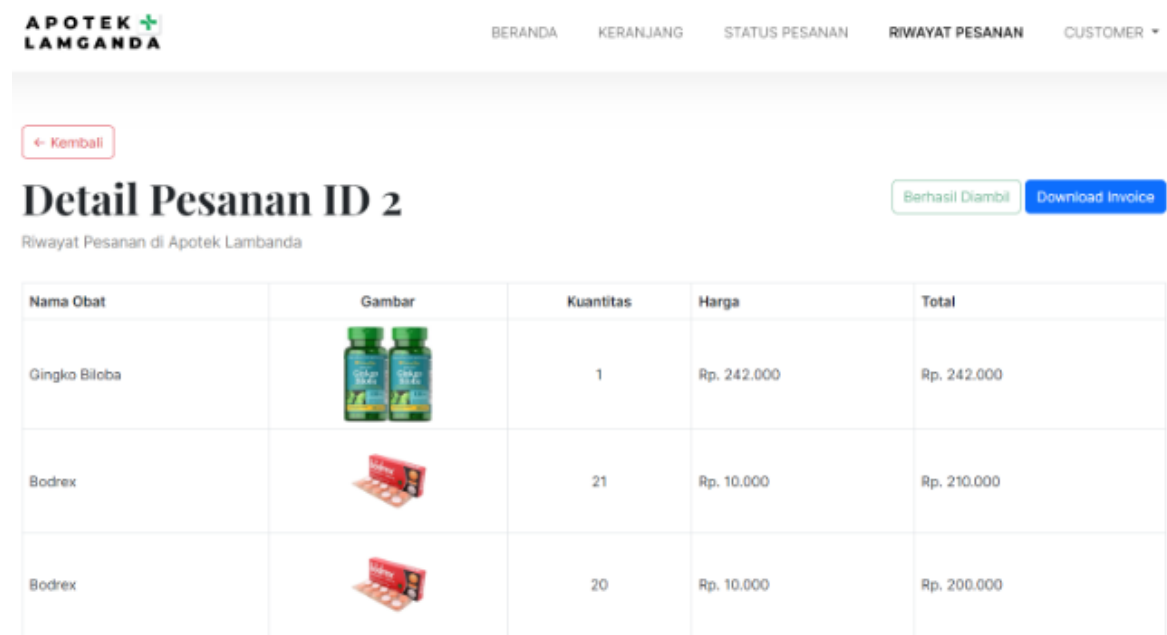 APOTEK
LAMGANDA
BERANDA KERANJANG STATUS PESANAN RIWAYAT PESANAN CUSTOMER
← Kembali
Detail Pesanan ID 2
Berhasil Diambil Download Invoice
Riwayat Pesanan di Apotek Lambanda
Nama Obat Gambar Kuantitas Harga Total
Gingko Biloba 1 Rp. 242.000 Rp. 242.000
Bodrex 21 Rp. 10.000 Rp. 210.000
Bodrex 20 Rp. 10.000 Rp. 200.000